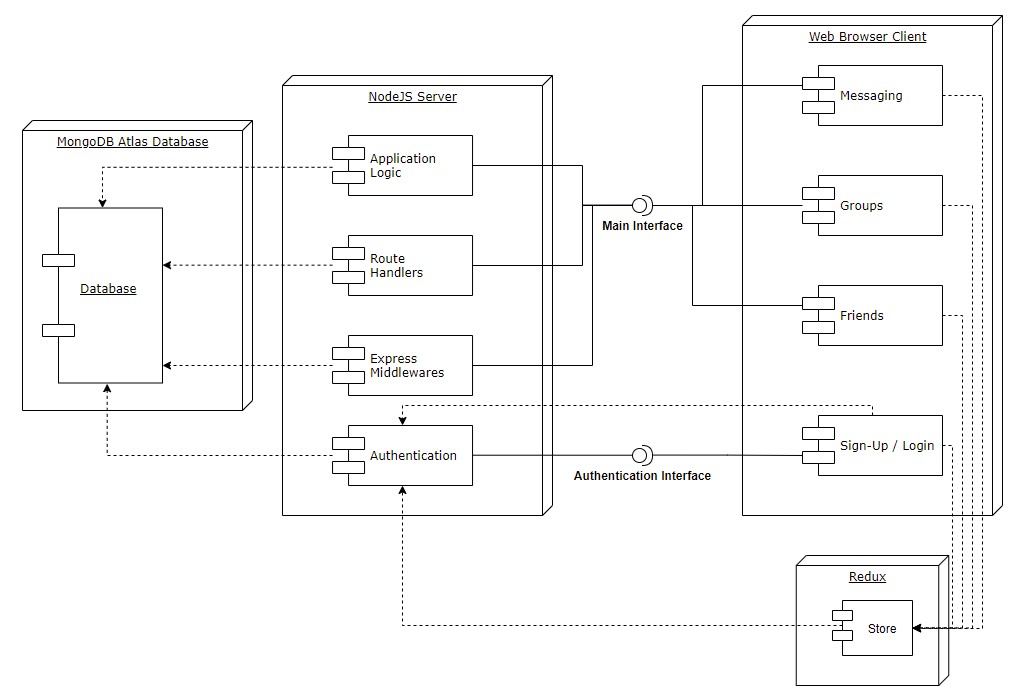 Web Browser Client
NodeJS Server
MongoDB Atlas Database
Messaging
Application
Logic
Groups
Main Interface
Route
Handlers
Database
Friends
Express
Middlewares
Authentication
Sign-Up / Login
Authentication Interface
Redux
Store